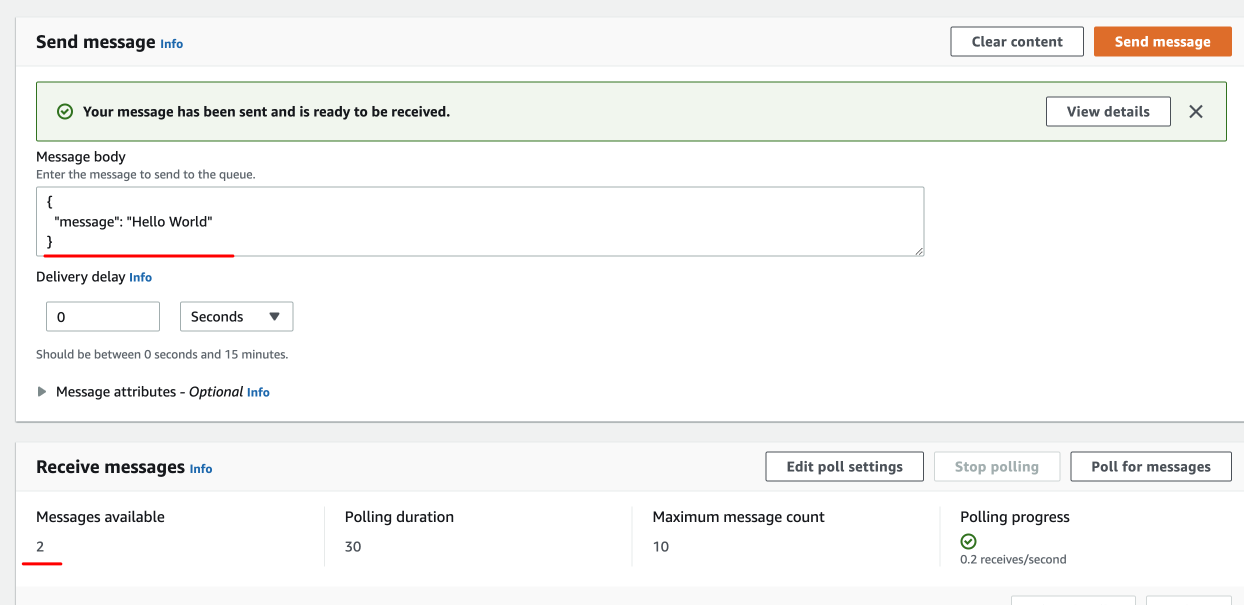 Send message Info
Clear content
Send message
Your message has been sent and is ready to be received.
View details
Message body
Enter the message to send to the queue.
{
"message": "Hello World"
}
Delivery delay Info
0
Seconds
Should be between 0 seconds and 15 minutes.
Message attributes - Optional Info
Receive messages Info
Edit poll settings
Stop polling
Poll for messages
Messages available
2
Polling duration
30
Maximum message count
10
Polling progress
0.2 receives/second